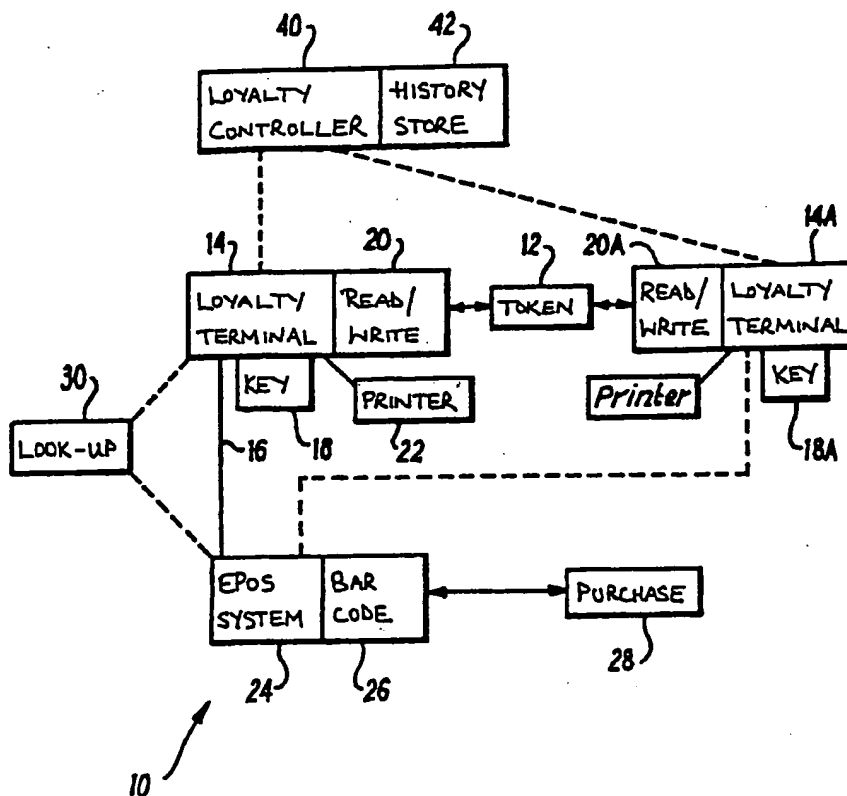 40 42
LOYALTY CONTROLLER
HISTORY STORE
14 20 12 20A 14A
LOYALTY TERMINAL
READ/ WRITE
TOKEN
READ/ WRITE
LOYALTY TERMINAL
KEY
PRINTER
Printer
KEY
30
LOOK-UP
16
18
22
18A
EPOS SYSTEM
BAR CODE
PURCHASE
24
26
28
10